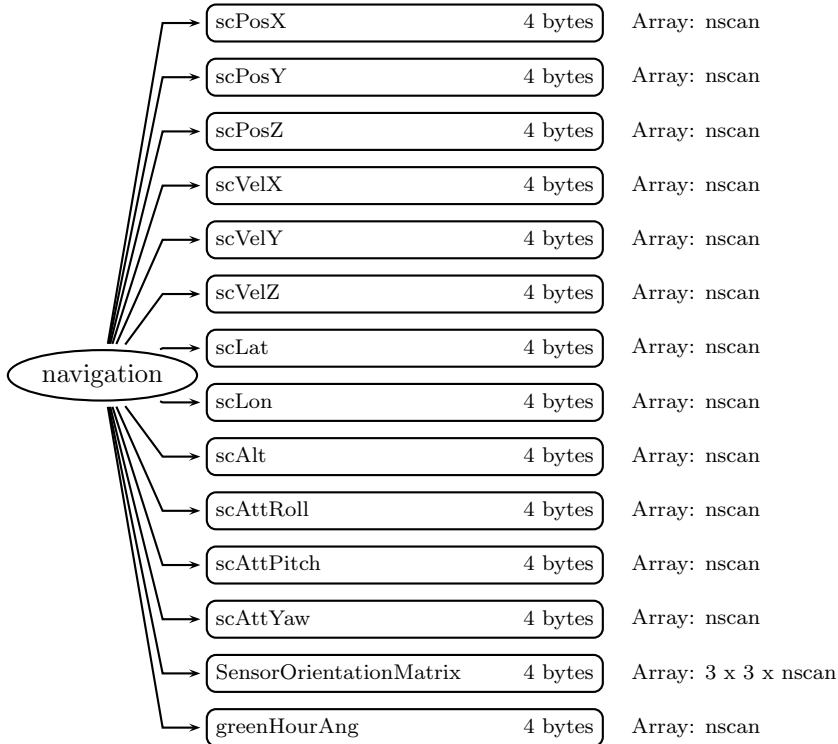 scPosX 4 bytes Array: nscan
scPosY 4 bytes Array: nscan
scPosZ 4 bytes Array: nscan
scVelX 4 bytes Array: nscan
scVelY 4 bytes Array: nscan
scVelZ 4 bytes Array: nscan
scLat 4 bytes Array: nscan
navigation
scLon 4 bytes Array: nscan
scAlt 4 bytes Array: nscan
scAttRoll 4 bytes Array: nscan
scAttPitch 4 bytes Array: nscan
scAttYaw 4 bytes Array: nscan
SensorOrientationMatrix 4 bytes Array: 3 x 3 x nscan
greenHourAng 4 bytes Array: nscan